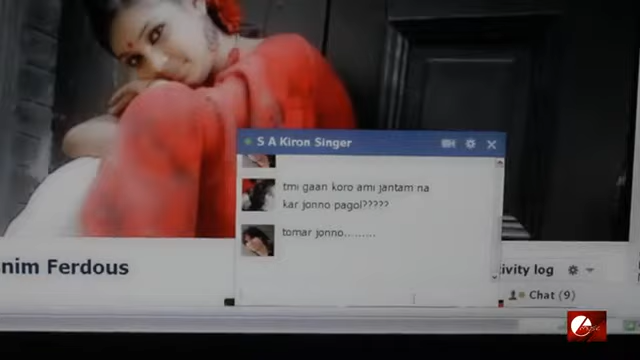 S A Kiron Singer
tmi gaan koro ami jantam na
kar jonno pagol?????
tomar jonno.........
nim Ferdous
ivity log
Chat (9)
music